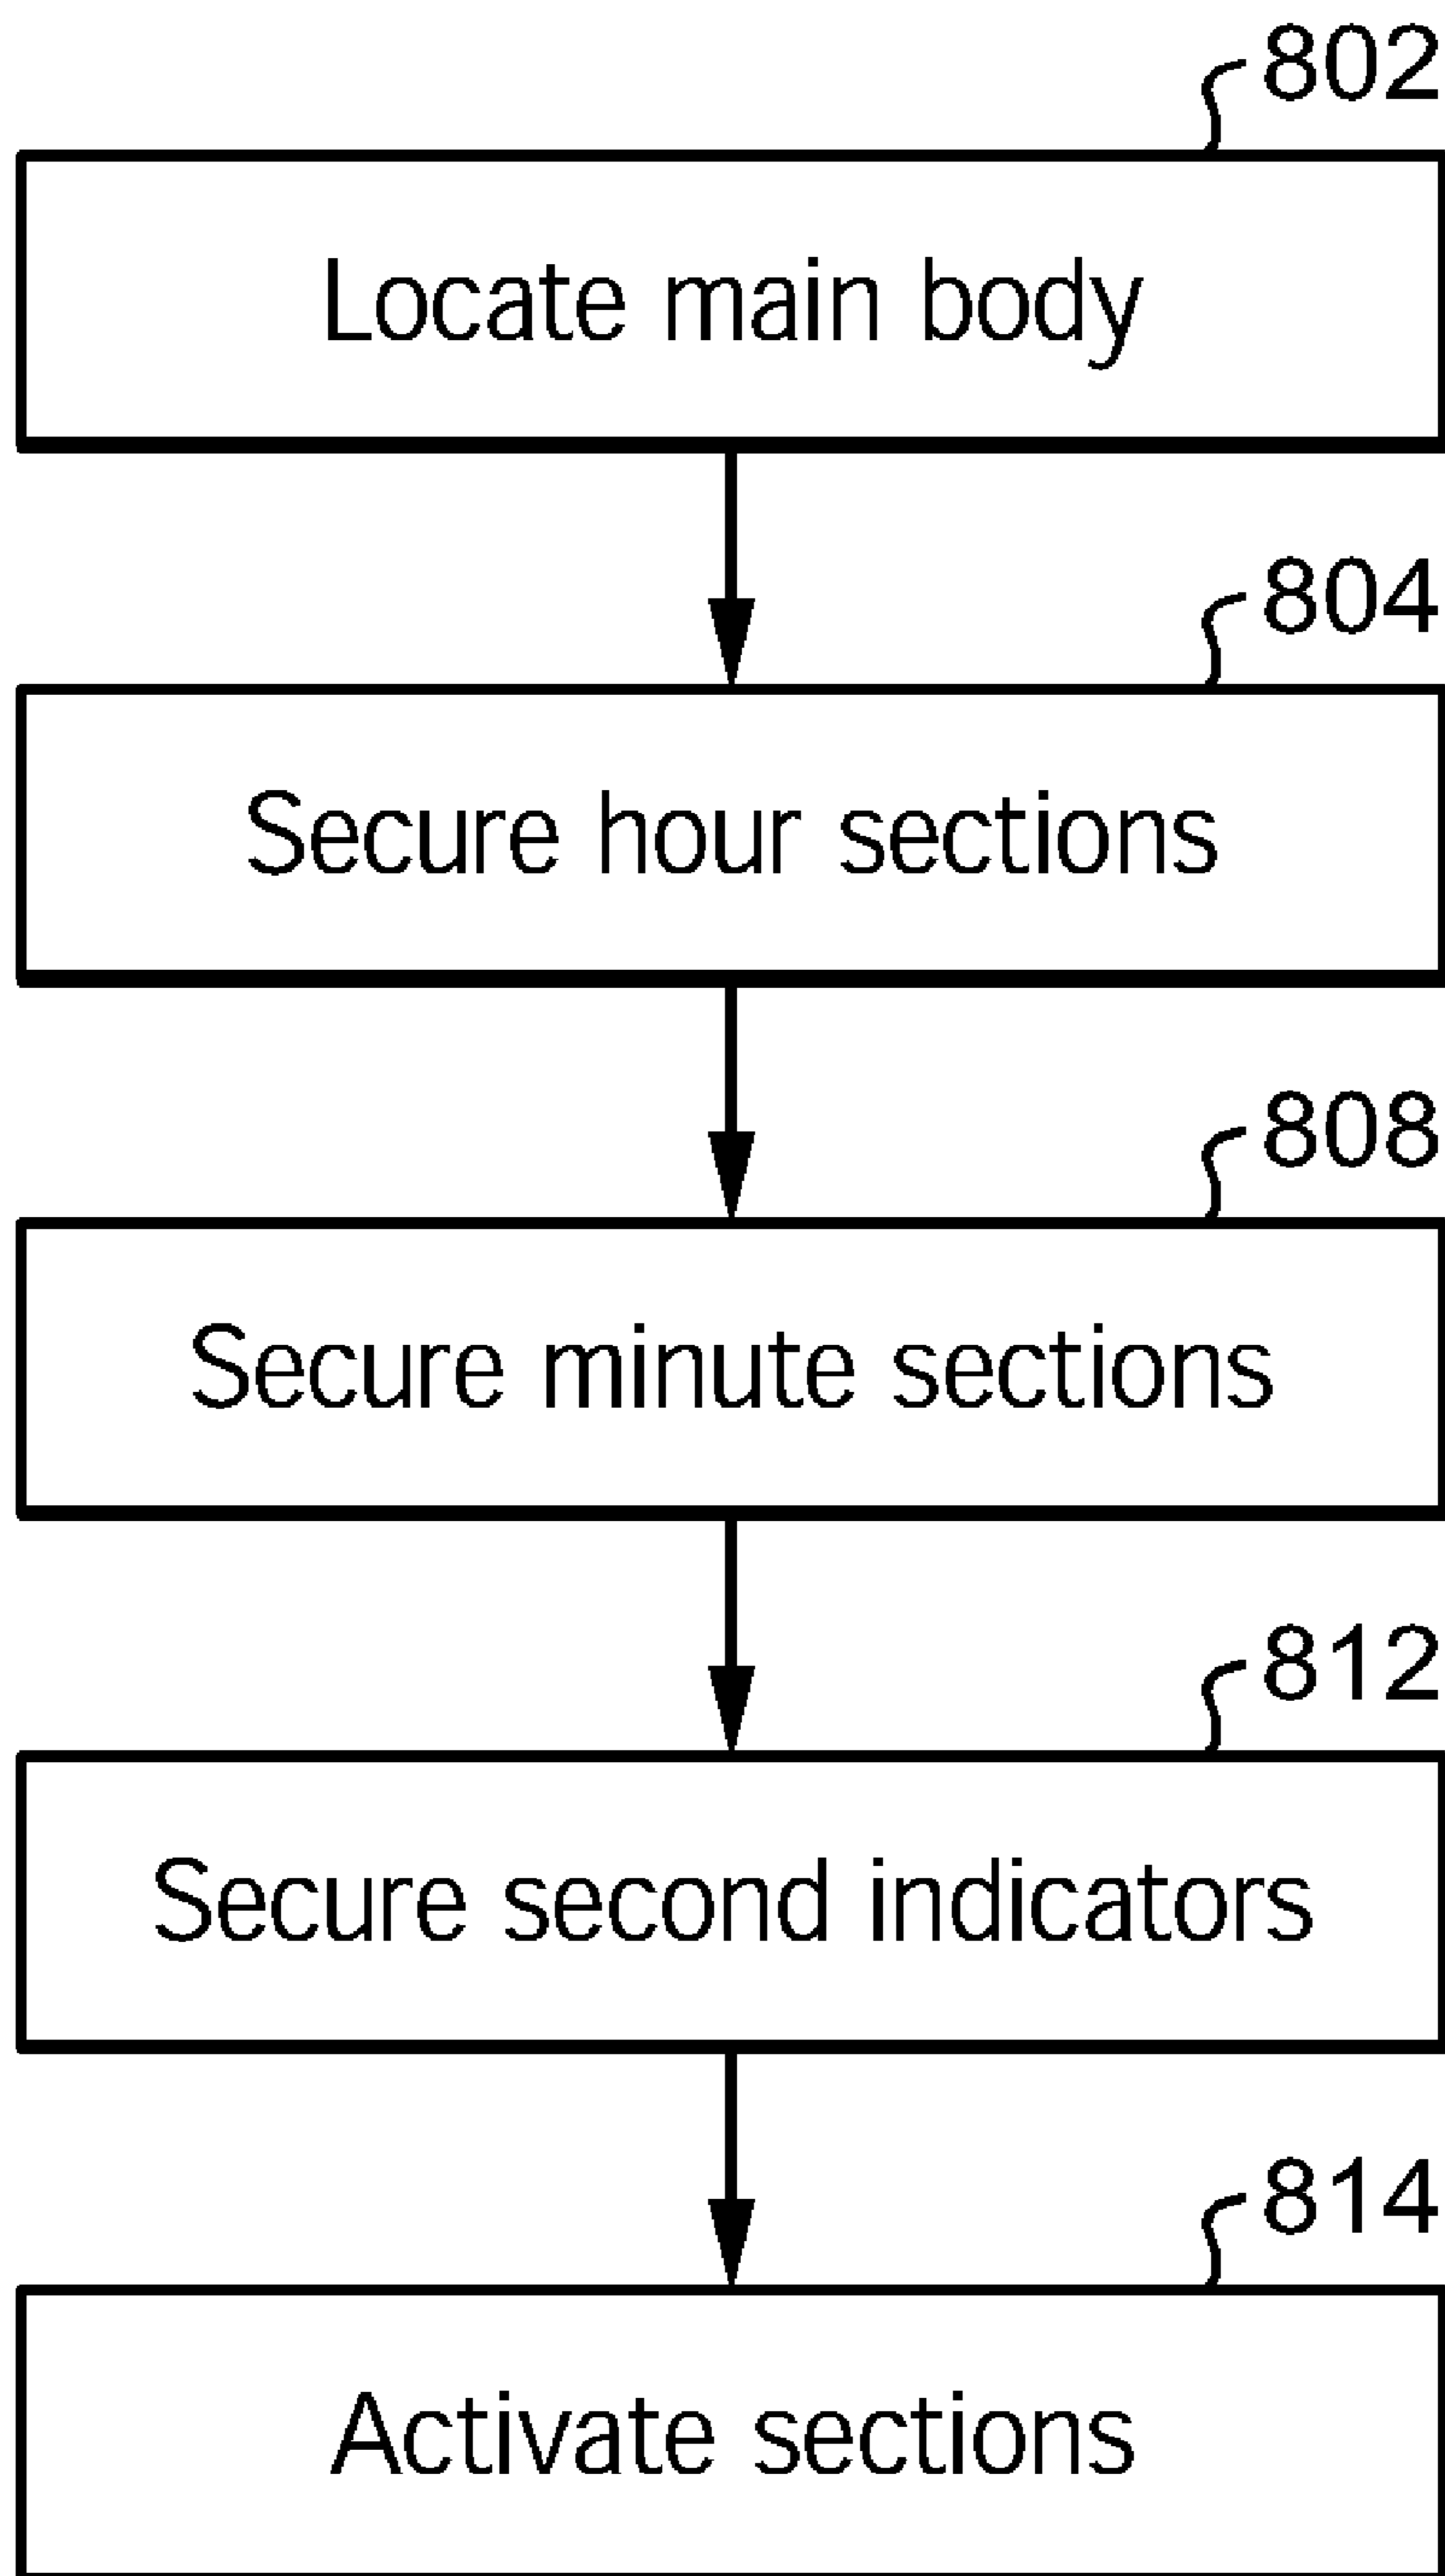 802
Locate main body
804
Secure hour sections
808
Secure minute sections
812
Secure second indicators
814
Activate sections